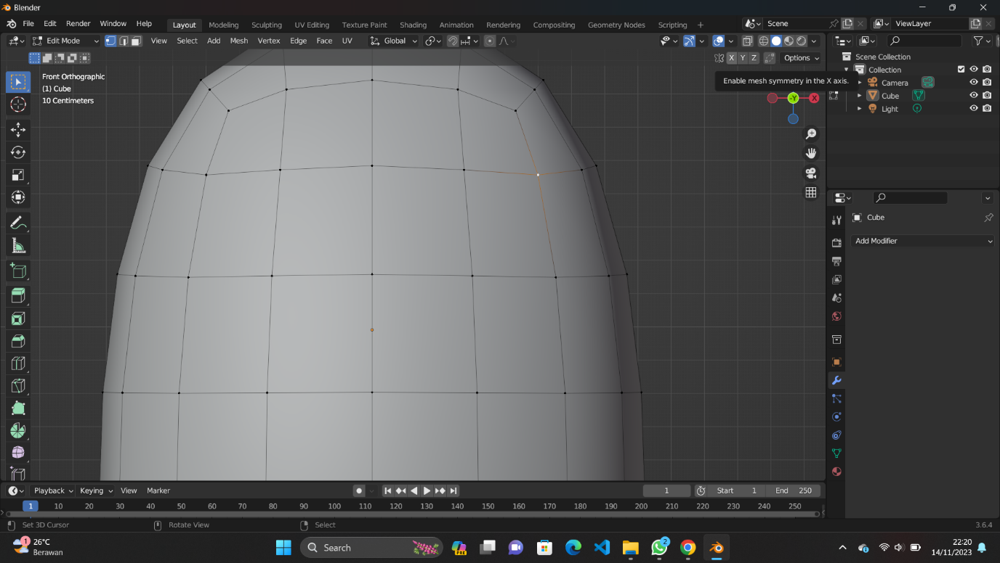 Blender
File Edit Render Window Help Layout Modeling Sculpting UV Editing Texture Paint Shading Animation Rendering Compositing Geometry Nodes Scripting + Scene ViewLayer
Edit Mode View Select Add Mesh Vertex Edge Face UV Global
X Y Z Options
Front Orthographic
(1) Cube
10 Centimeters
Enable mesh symmetry in the X axis.
-Y X
Scene Collection
Collection
Camera
Cube
Light
Cube
Add Modifier
Playback Keying View Marker 1 Start 1 End 250
1 10 20 30 40 50 60 70 80 90 100 110 120 130 140 150 160 170 180 190 200 210 220 230 240 250
Set 3D Cursor Rotate View Select 3.6.4
1 26°C
Berawan
Search
PRE
2
22:20
14/11/2023